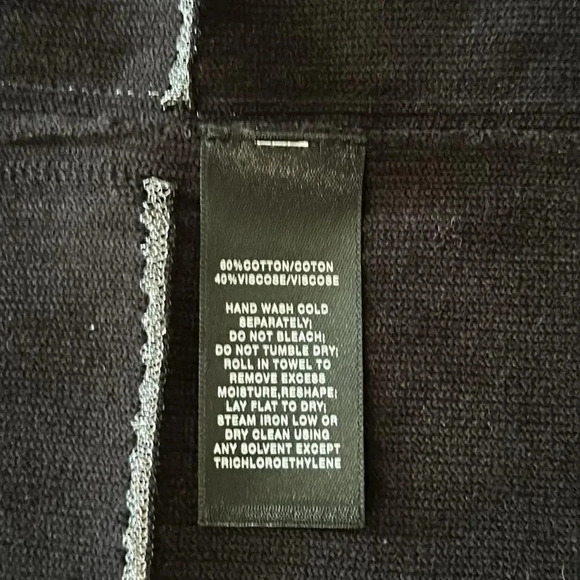 60%COTTON/COTON
40%VISCOSE/VISCOSE
HAND WASH COLD
SEPARATELY;
DO NOT BLEACH;
DO NOT TUMBLE DRY;
ROLL IN TOWEL TO
REMOVE EXCESS
MOISTURE,RESHAPE;
LAY FLAT TO DRY;
STEAM IRON LOW OR
DRY CLEAN USING
ANY SOLVENT EXCEPT
TRICHLOROETHYLENE